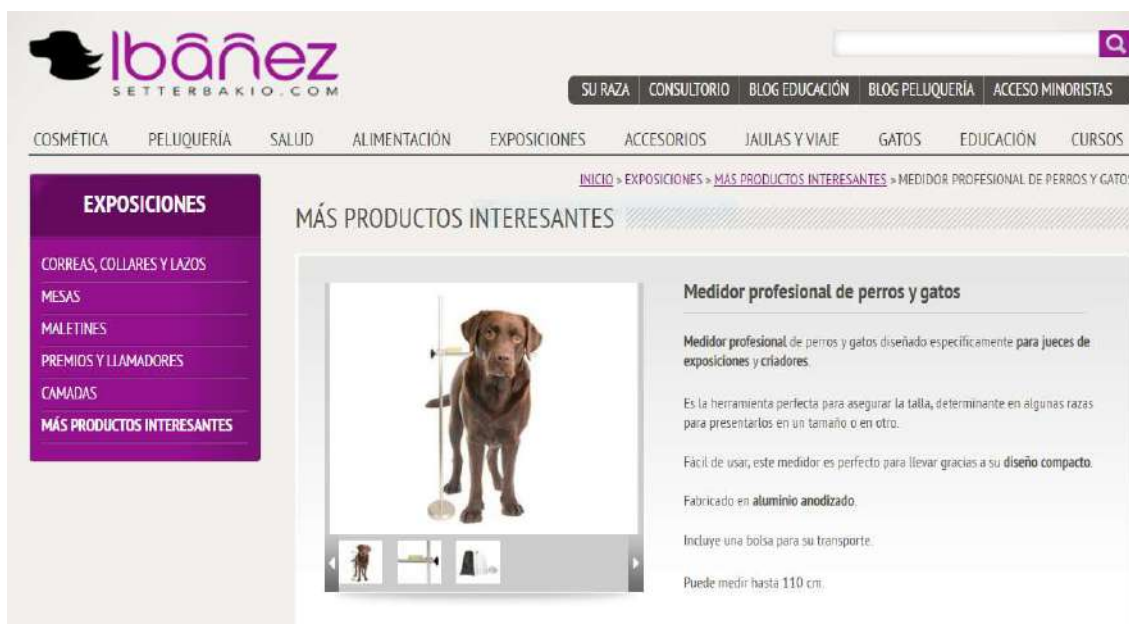 Ibâñez
SETTERBAKIO.COM
SU RAZA CONSULTORIO BLOG EDUCACIÓN BLOG PELUQUERÍA ACCESO MINORISTAS
COSMÉTICA PELUQUERÍA SALUD ALIMENTACIÓN EXPOSICIONES ACCESORIOS JAULAS Y VIAJE GATOS EDUCACIÓN CURSOS
INICIO » EXPOSICIONES » MAS PRODUCTOS INTERESANTES » MEDIDOR PROFESIONAL DE PERROS Y GATOS
EXPOSICIONES
CORREAS, COLLARES Y LAZOS
MESAS
MALETINES
PREMIOS Y LLAMADORES
CAMADAS
MÁS PRODUCTOS INTERESANTES
MÁS PRODUCTOS INTERESANTES
Medidor profesional de perros y gatos
Medidor profesional de perros y gatos diseñado específicamente para jueces de
exposiciones y criadores.
Es la herramienta perfecta para asegurar la talla, determinante en algunas razas
para presentarlos en un tamaño o en otro.
Fácil de usar, este medidor es perfecto para llevar gracias a su diseño compacto.
Fabricado en aluminio anodizado.
Incluye una bolsa para su transporte.
Puede medir hasta 110 cm.